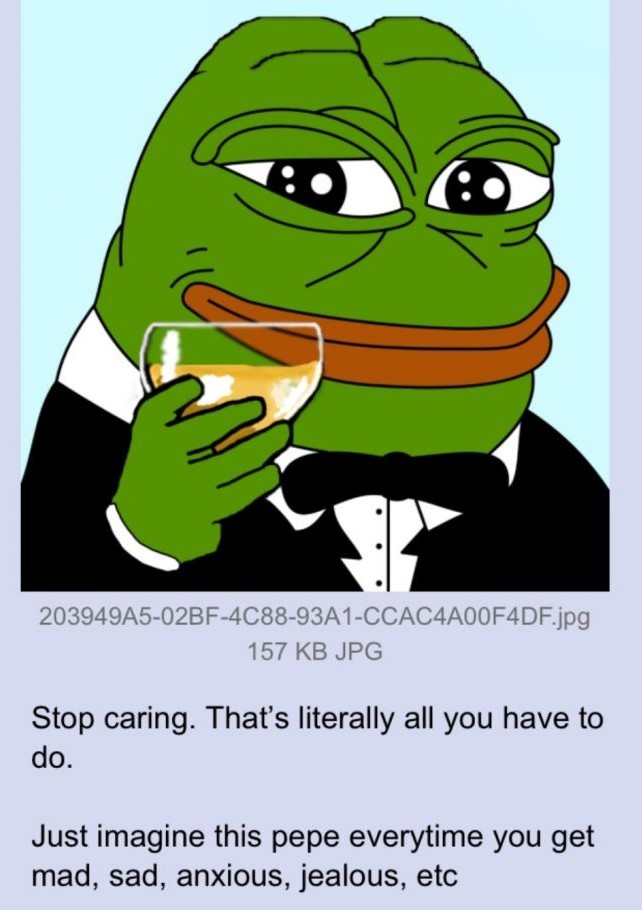 203949A5-02BF-4C88-93A1-CCAC4A00F4DF.jpg
157 KB JPG
Stop caring. That’s literally all you have to
do.
Just imagine this pepe everytime you get
mad, sad, anxious, jealous, etc